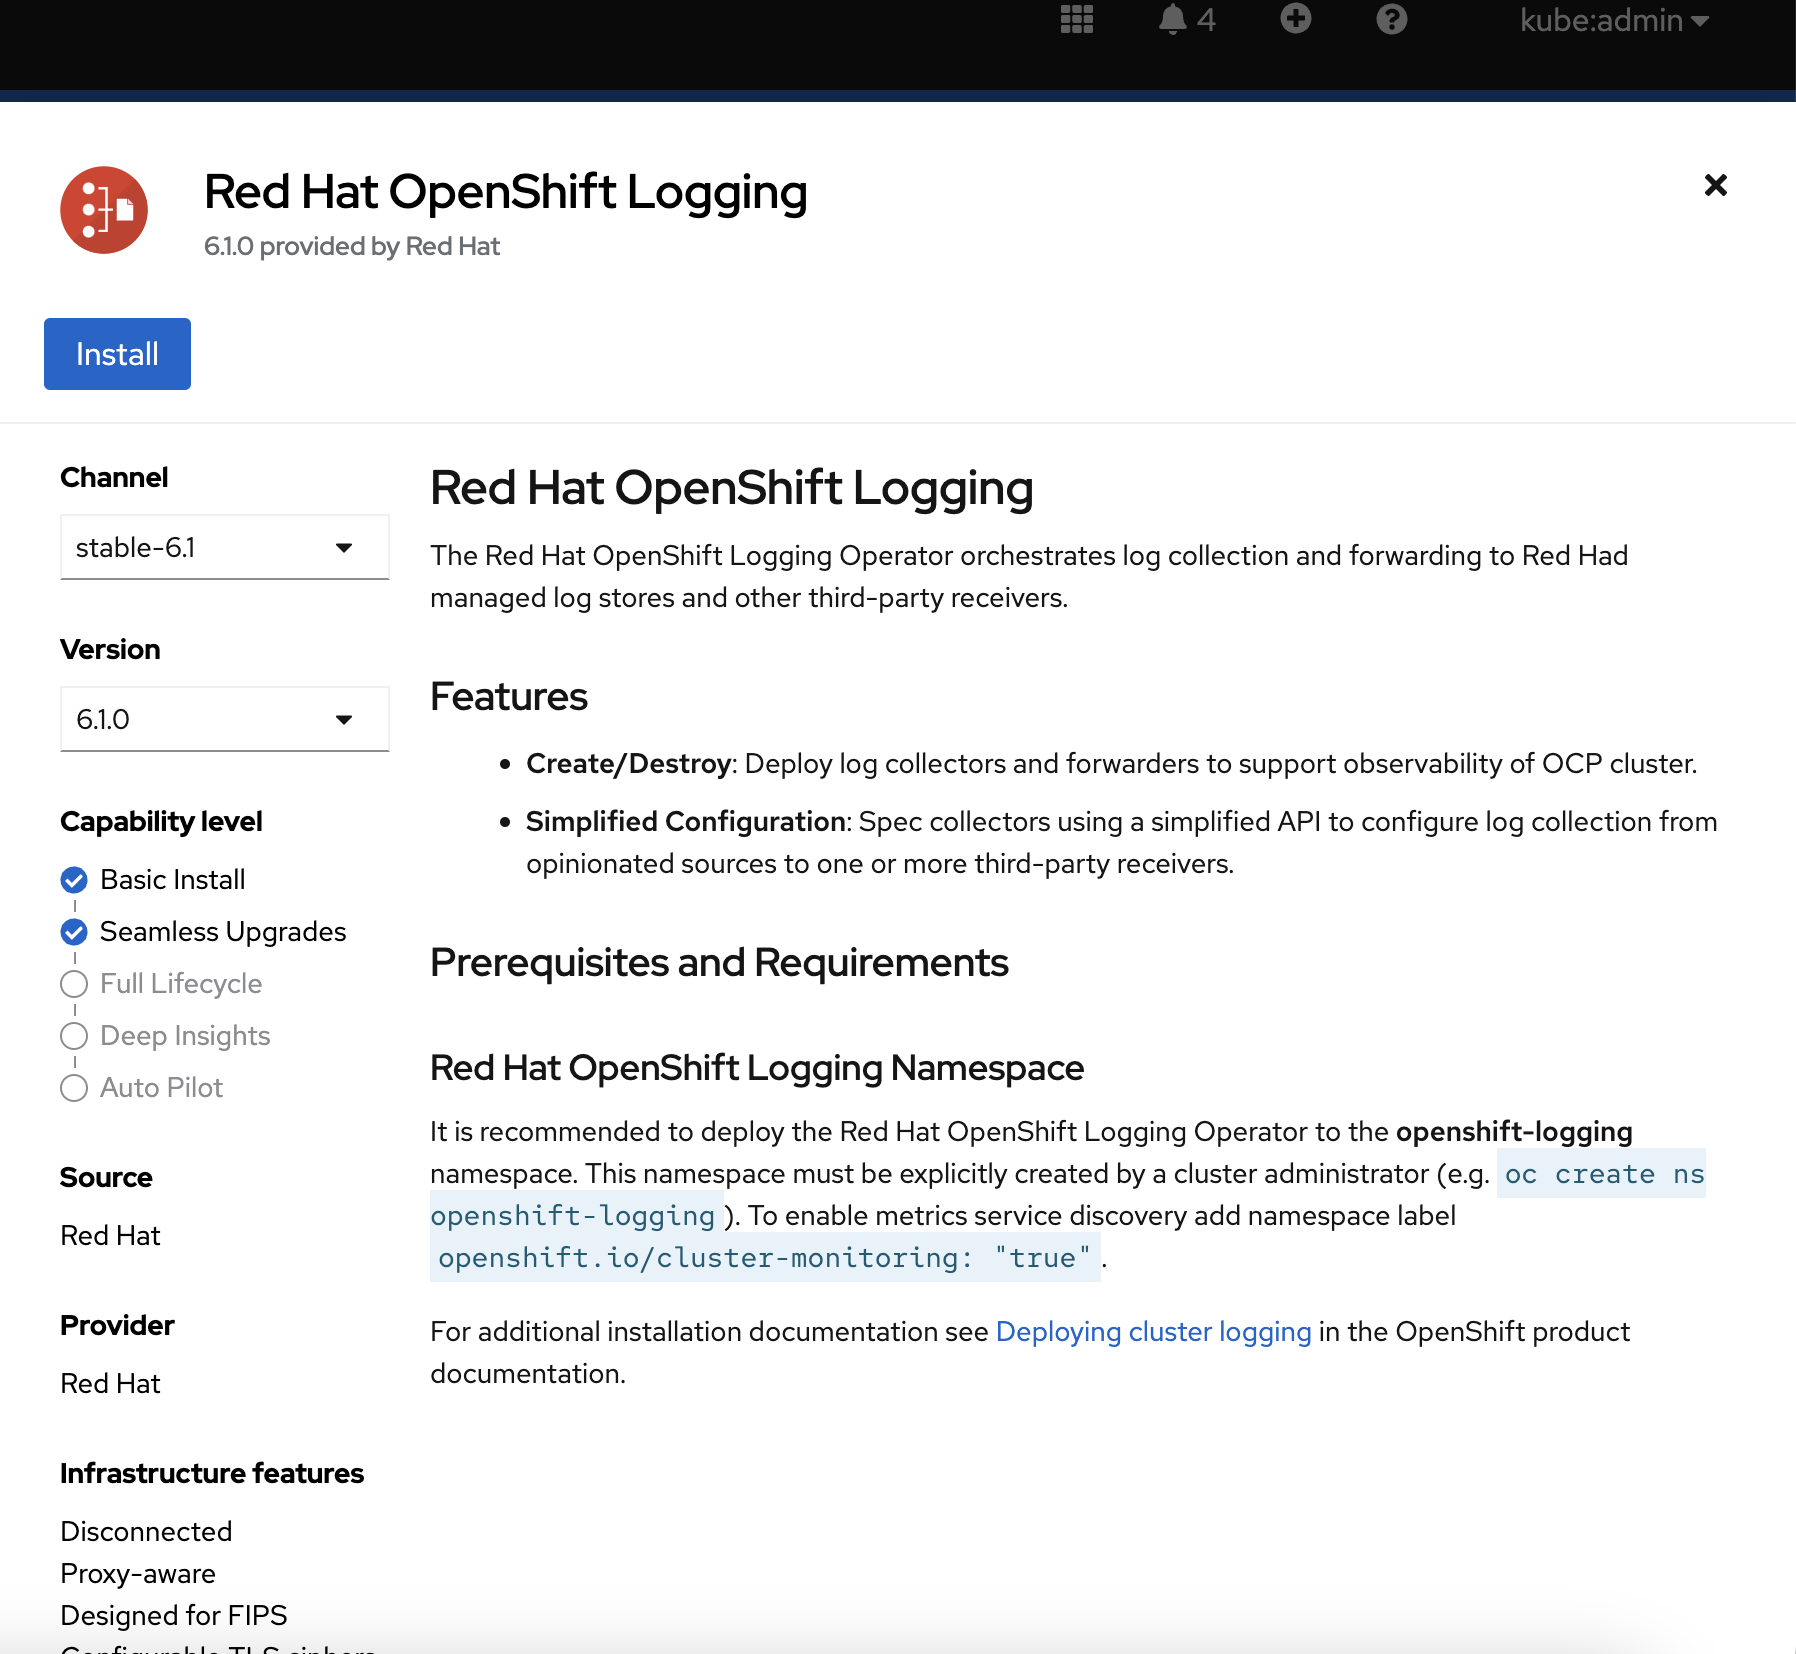 4
kube:admin
Red Hat OpenShift Logging
6.1.0 provided by Red Hat
Install
Channel
stable-6.1
Version
6.1.0
Capability level
Basic Install
Seamless Upgrades
Full Lifecycle
Deep Insights
Auto Pilot
Source
Red Hat
Provider
Red Hat
Infrastructure features
Disconnected
Proxy-aware
Designed for FIPS
Configurable TLS ciphers
Red Hat OpenShift Logging
The Red Hat OpenShift Logging Operator orchestrates log collection and forwarding to Red Had
managed log stores and other third-party receivers.
Features
• Create/Destroy: Deploy log collectors and forwarders to support observability of OCP cluster.
• Simplified Configuration: Spec collectors using a simplified API to configure log collection from
opinionated sources to one or more third-party receivers.
Prerequisites and Requirements
Red Hat OpenShift Logging Namespace
It is recommended to deploy the Red Hat OpenShift Logging Operator to the openshift-logging
namespace. This namespace must be explicitly created by a cluster administrator (e.g. oc create ns
openshift-logging ). To enable metrics service discovery add namespace label
openshift.io/cluster-monitoring: "true" .
For additional installation documentation see Deploying cluster logging in the OpenShift product
documentation.